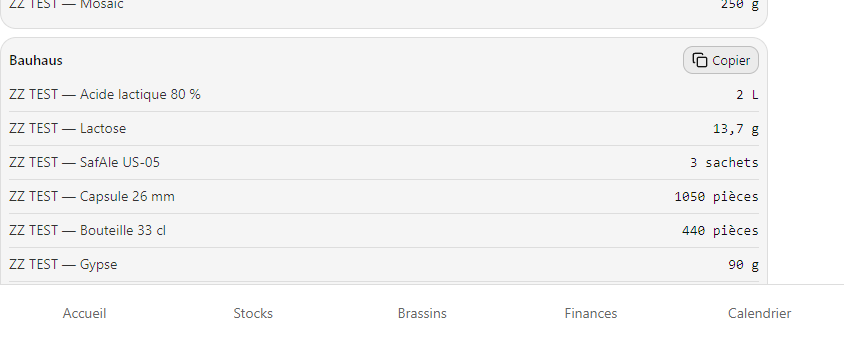 ZZ TEST — Mosaic 250 g
Bauhaus Copier
ZZ TEST — Acide lactique 80 % 2 L
ZZ TEST — Lactose 13,7 g
ZZ TEST — SafAle US-05 3 sachets
ZZ TEST — Capsule 26 mm 1050 pièces
ZZ TEST — Bouteille 33 cl 440 pièces
ZZ TEST — Gypse 90 g
Accueil Stocks Brassins Finances Calendrier